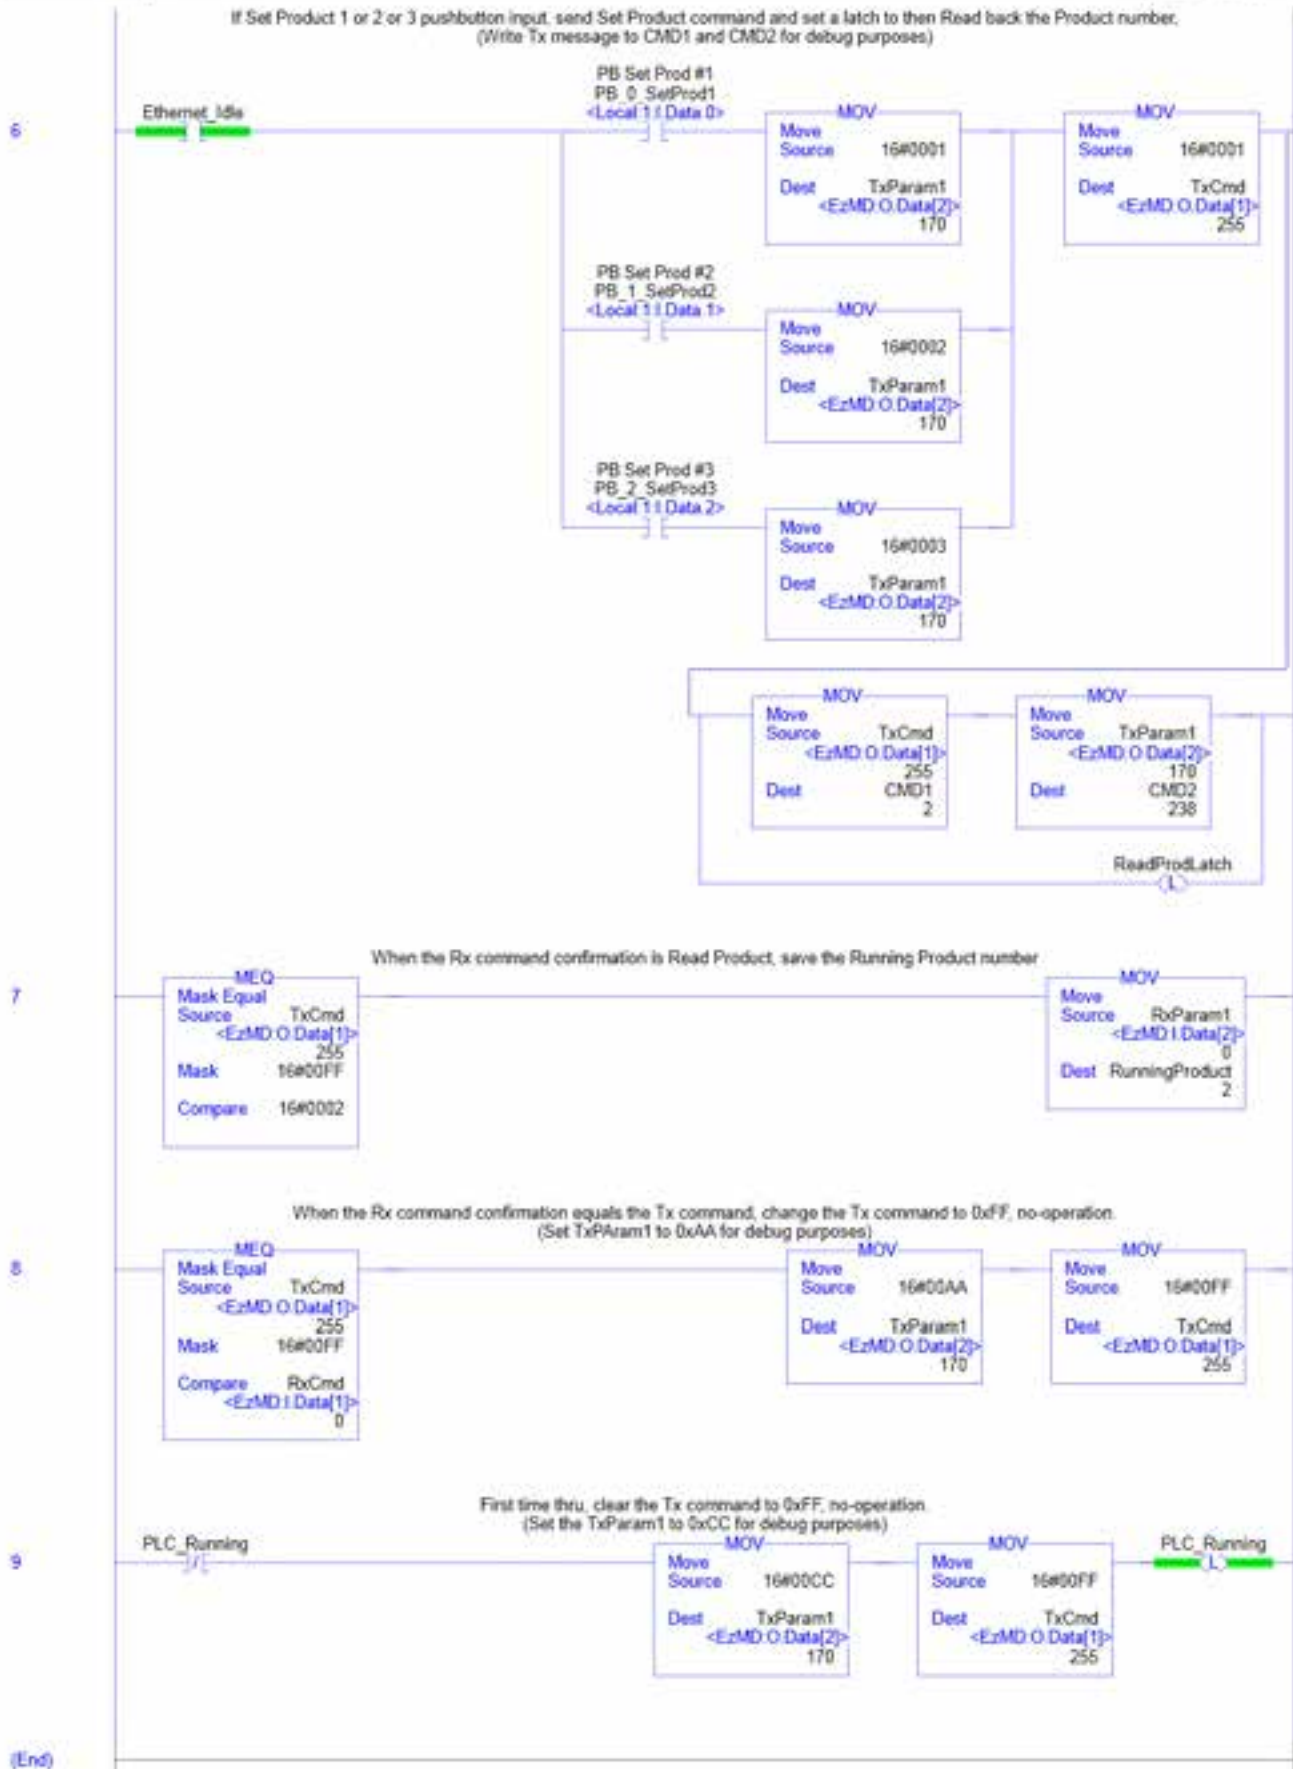 If Set Product 1 or 2 or 3 pushbutton input, send Set Product command and set a latch to then Read back the Product number.
(Write Tx message to CMD1 and CMD2 for debug purposes)
6
Ethernet_Idle
PB Set Prod #1
PB_0_SetProd1
<Local:1:I.Data.0>
MOV
Move
Source 16#0001
Dest TxParam1
<EzMD:O.Data[2]>
170
MOV
Move
Source 16#0001
Dest TxCmd
<EzMD:O.Data[1]>
255
PB Set Prod #2
PB_1_SetProd2
<Local:1:I.Data.1>
MOV
Move
Source 16#0002
Dest TxParam1
<EzMD:O.Data[2]>
170
PB Set Prod #3
PB_2_SetProd3
<Local:1:I.Data.2>
MOV
Move
Source 16#0003
Dest TxParam1
<EzMD:O.Data[2]>
170
MOV
Move
Source TxCmd
<EzMD:O.Data[1]>
255
Dest CMD1
2
MOV
Move
Source TxParam1
<EzMD:O.Data[2]>
170
Dest CMD2
238
ReadProdLatch
L
When the Rx command confirmation is Read Product, save the Running Product number
7
MEQ
Mask Equal
Source TxCmd
<EzMD:O.Data[1]>
255
Mask 16#00FF
Compare 16#0002
MOV
Move
Source RxParam1
<EzMD:I.Data[2]>
0
Dest RunningProduct
2
When the Rx command confirmation equals the Tx command, change the Tx command to 0xFF, no-operation.
(Set TxPAram1 to 0xAA for debug purposes)
8
MEQ
Mask Equal
Source TxCmd
<EzMD:O.Data[1]>
255
Mask 16#00FF
Compare RxCmd
<EzMD:I.Data[1]>
0
MOV
Move
Source 16#00AA
Dest TxParam1
<EzMD:O.Data[2]>
170
MOV
Move
Source 16#00FF
Dest TxCmd
<EzMD:O.Data[1]>
255
First time thru, clear the Tx command to 0xFF, no-operation.
(Set the TxParam1 to 0xCC for debug purposes)
9
PLC_Running
MOV
Move
Source 16#00CC
Dest TxParam1
<EzMD:O.Data[2]>
170
MOV
Move
Source 16#00FF
Dest TxCmd
<EzMD:O.Data[1]>
255
PLC_Running
L
(End)